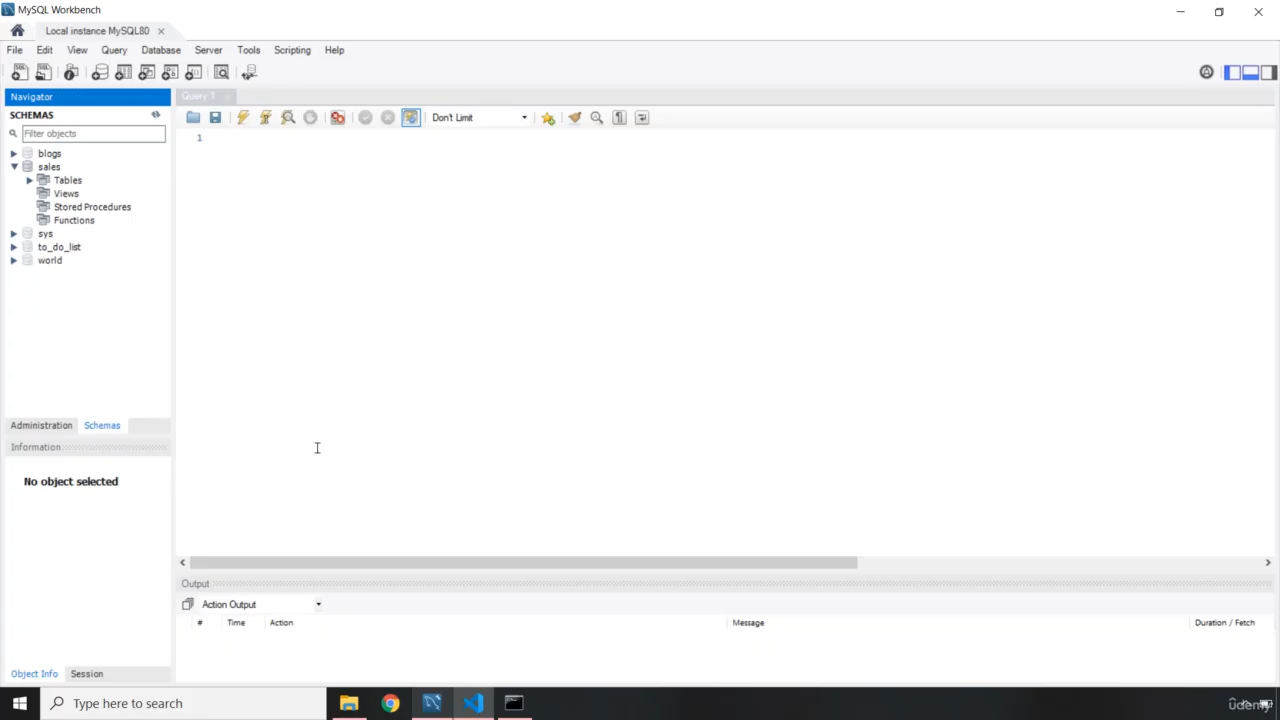 MySQL Workbench
Local instance MySQL80
File Edit View Query Database Server Tools Scripting Help
Navigator
Query 1
SCHEMAS
Don't Limit
Filter objects
1
blogs
sales
Tables
Views
Stored Procedures
Functions
sys
to_do_list
world
Administration Schemas
Information
No object selected
Output
Action Output
# Time Action Message Duration / Fetch
Object Info Session
Type here to search
udemy